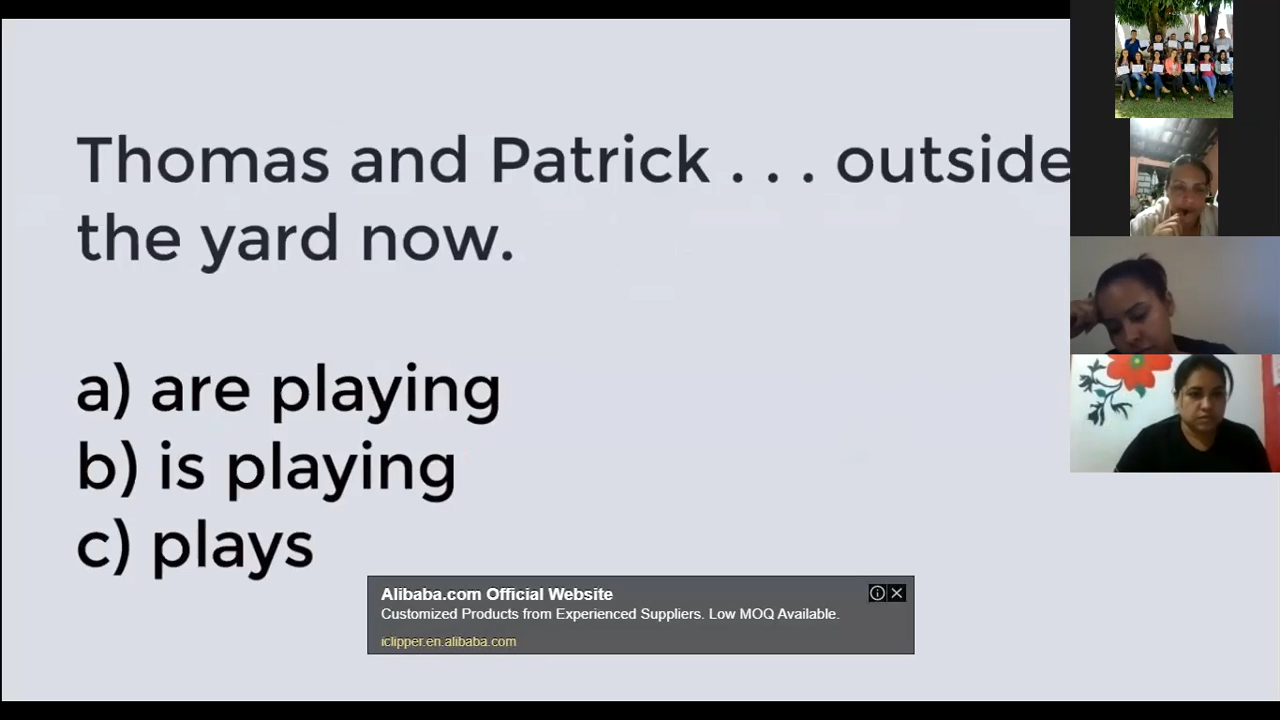 Thomas and Patrick . . . outside
the yard now.
a) are playing
b) is playing
c) plays
Alibaba.com Official Website
Customized Products from Experienced Suppliers. Low MOQ Available.
iclipper.en.alibaba.com